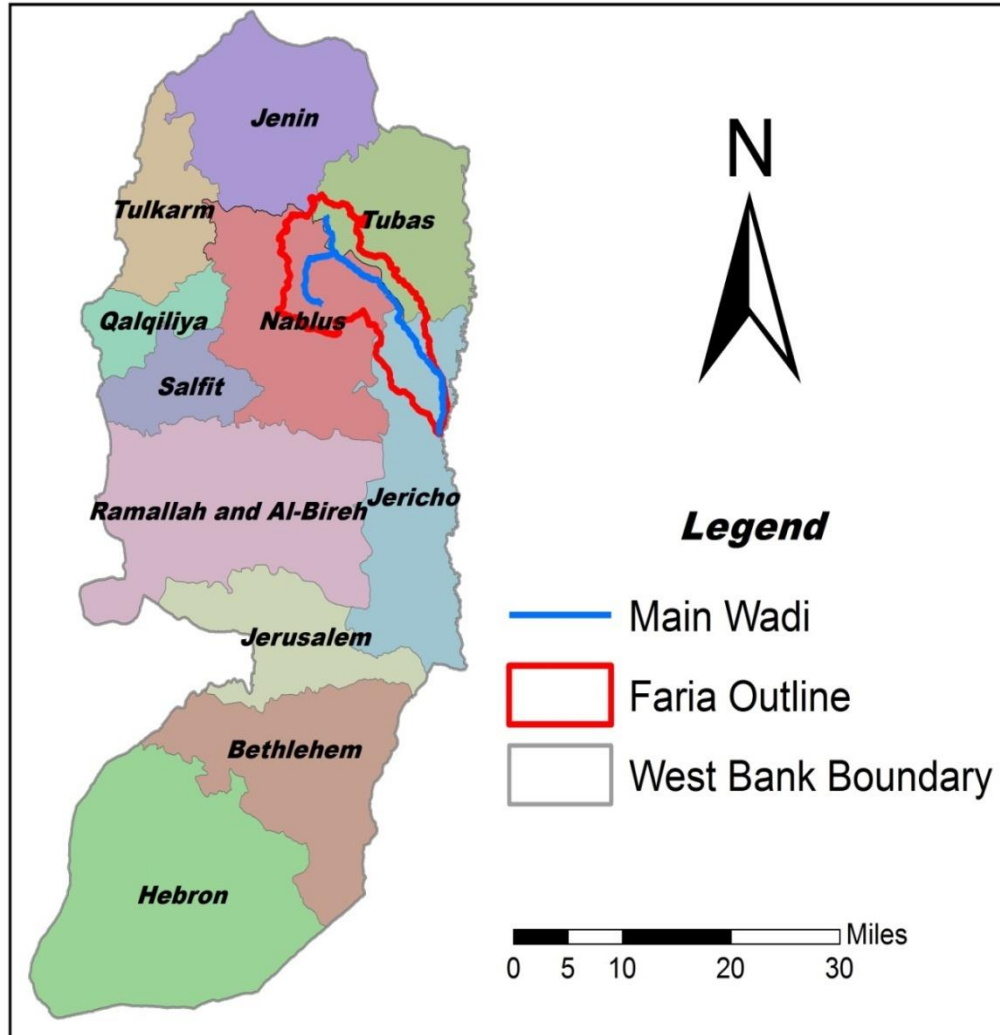 Jenin
Tulkarm
Tubas
Qalqiliya
Nablus
Salfit
Ramallah and Al-Bireh
Jericho
Jerusalem
Bethlehem
Hebron
N
Legend
Main Wadi
Faria Outline
West Bank Boundary
Miles
0 5 10 20 30